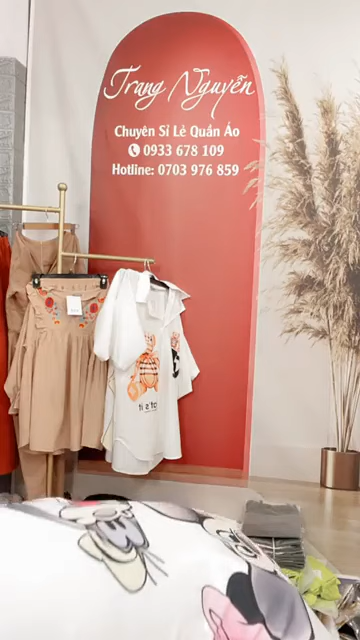 Trang Nguyễn
Chuyên Sỉ Lẻ Quần Áo
0933 678 109
Hotline: 0703 976 859